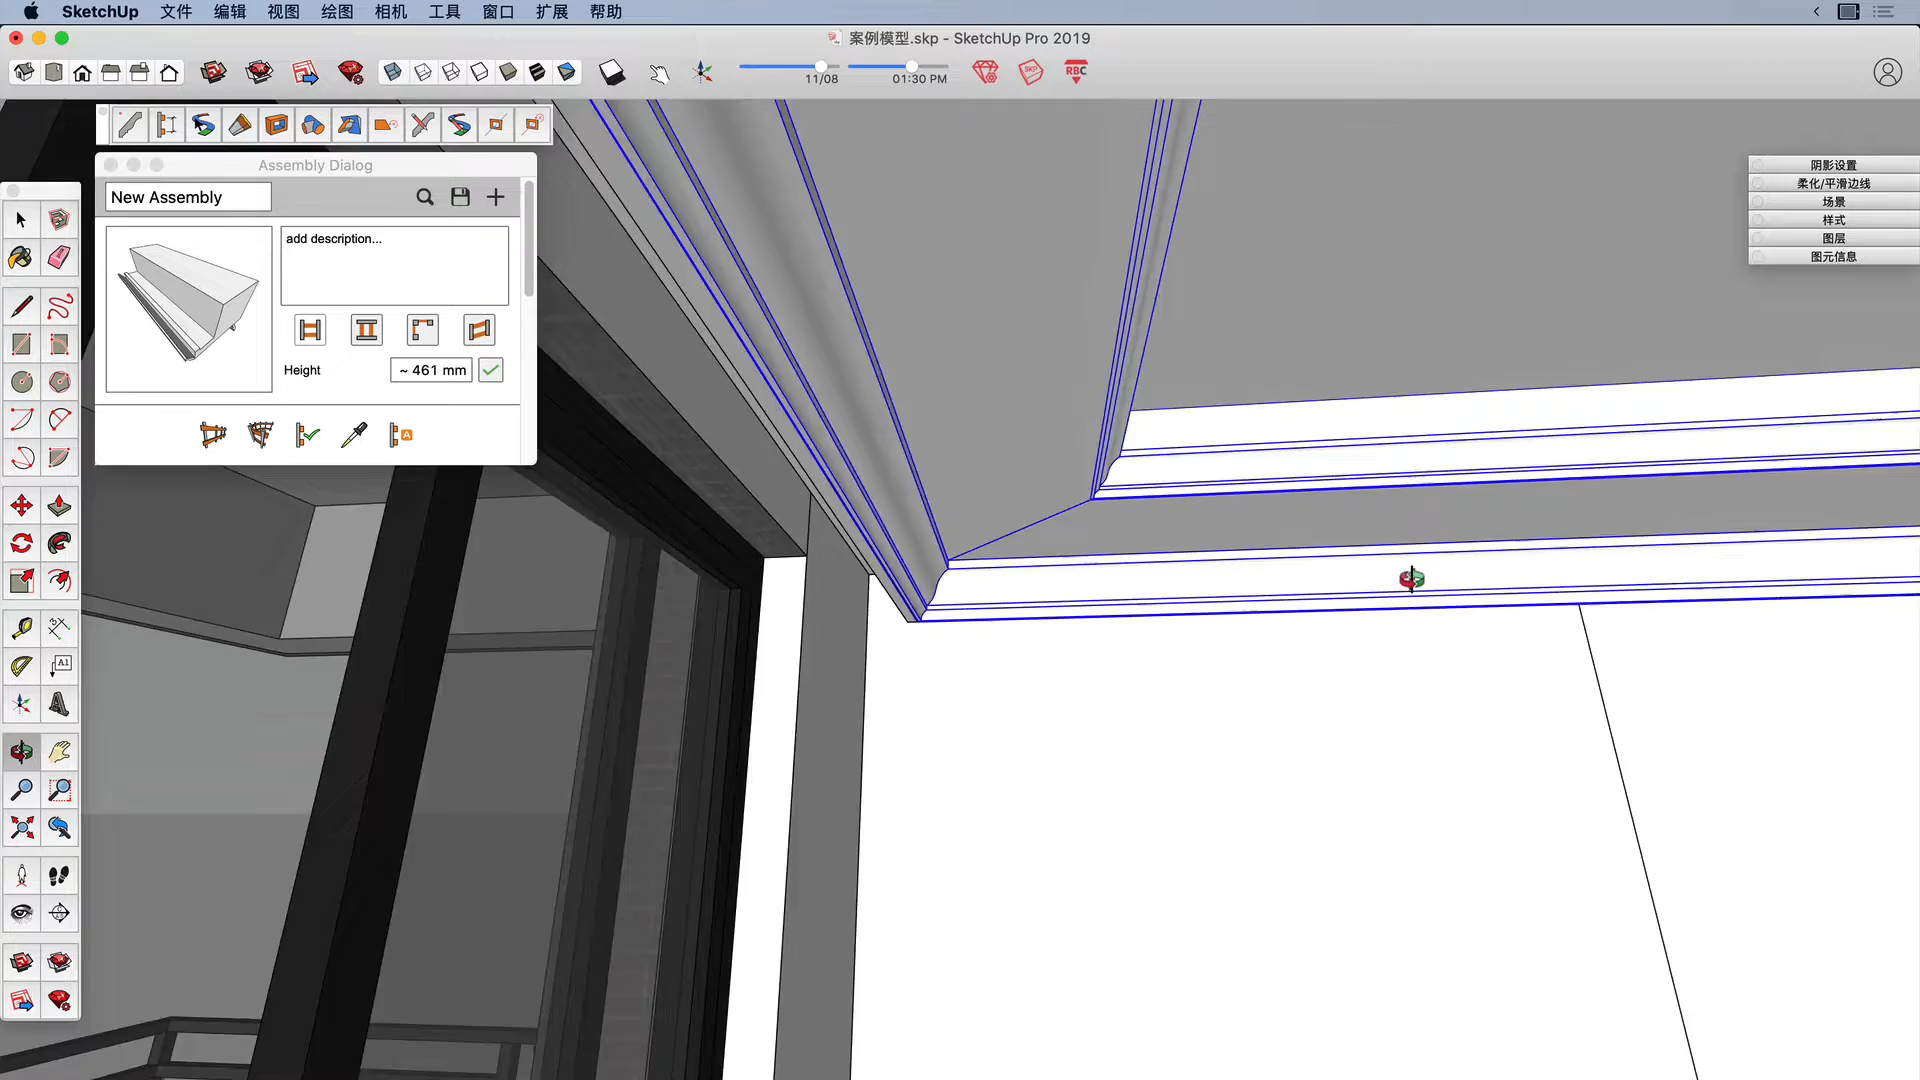 SketchUp 文件 编辑 视图 绘图 相机 工具 窗口 扩展 帮助
案例模型.skp - SketchUp Pro 2019
11/08
01:30 PM
SKP
RBC
Assembly Dialog
New Assembly
add description...
Height
~ 461 mm
A
A1
阴影设置
柔化/平滑边线
场景
样式
图层
图元信息